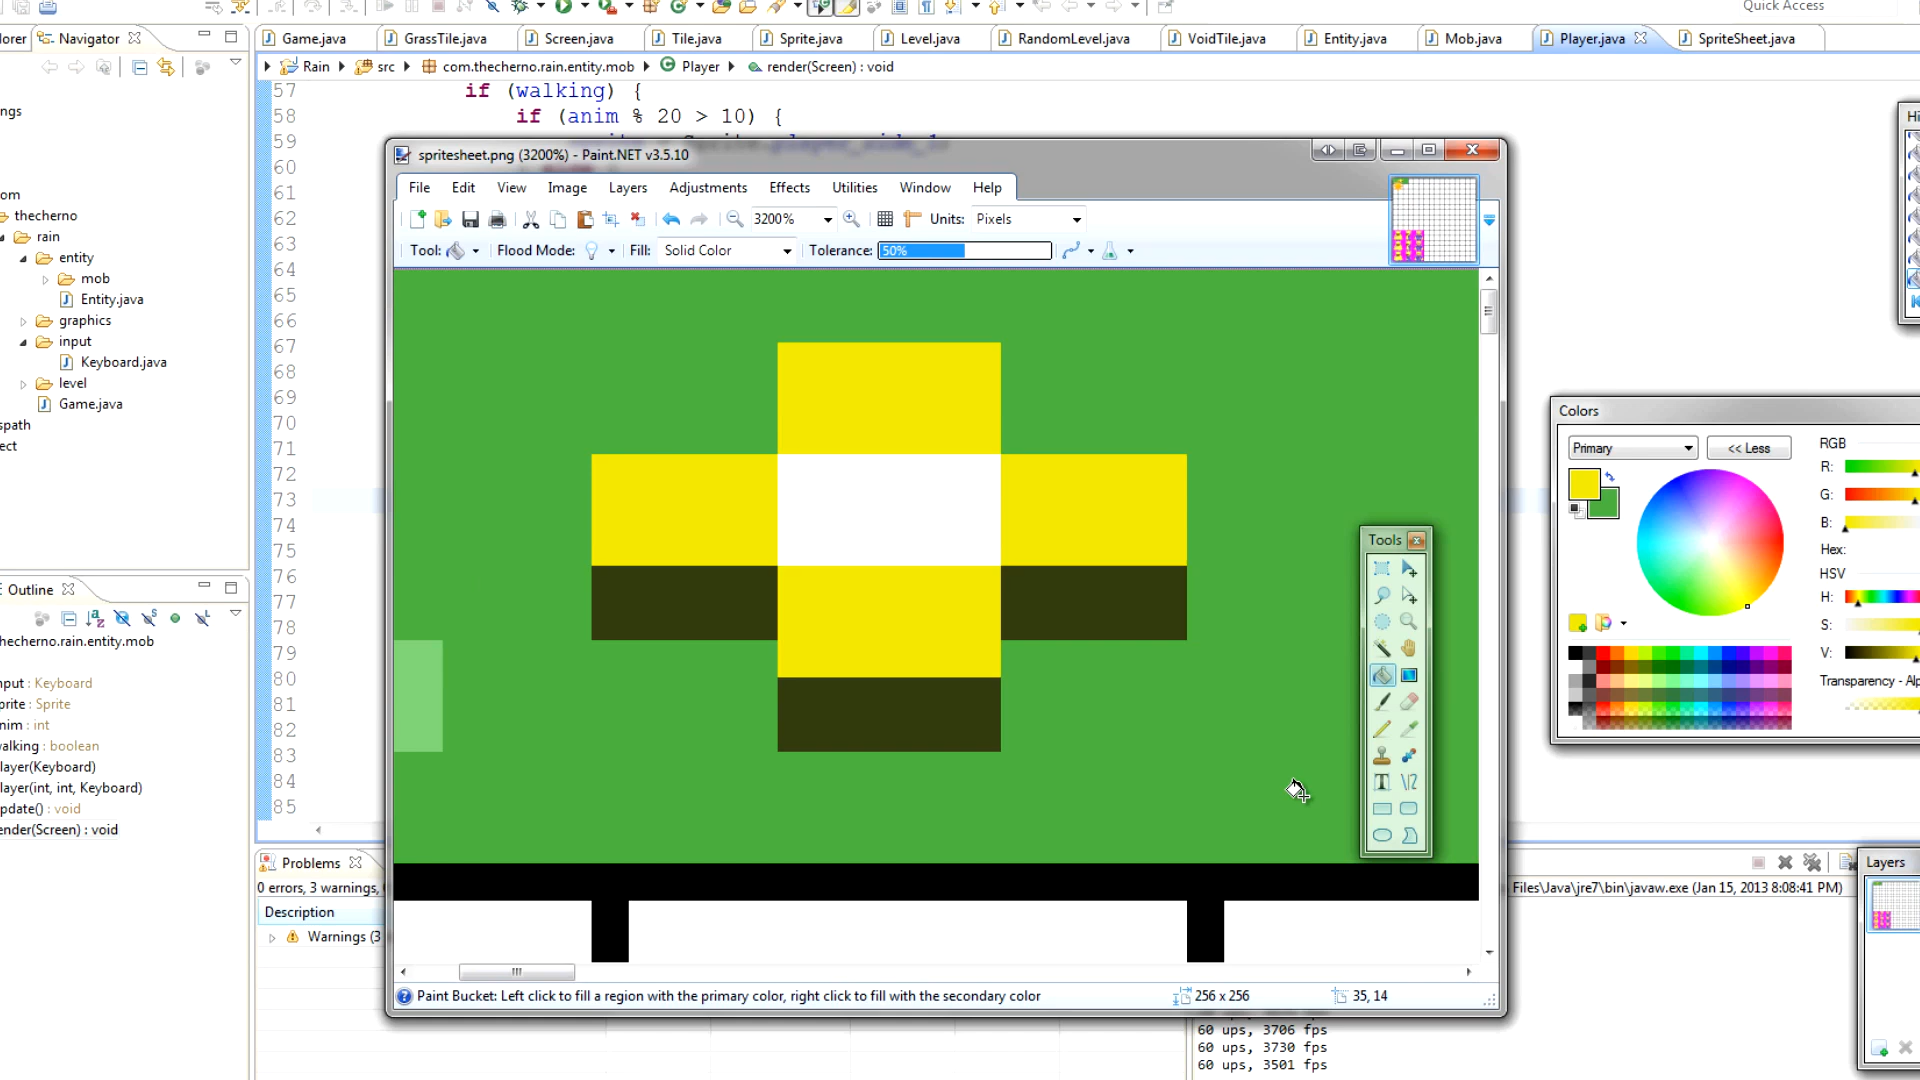 Quick Access
orer
Navigator
Game.java
GrassTile.java
Screen.java
Tile.java
Sprite.java
Level.java
RandomLevel.java
VoidTile.java
Entity.java
Mob.java
Player.java
SpriteSheet.java
Rain
src
com.thecherno.rain.entity.mob
Player
render(Screen) : void
57 if (walking) {
58 if (anim % 20 > 10) {
59
60
61
62
63
64
65
66
67
68
69
70
71
72
73
74
75
76
77
78
79
80
81
82
83
84
85
ngs
om
thecherno
rain
entity
mob
Entity.java
graphics
input
Keyboard.java
level
Game.java
spath
ect
Outline
hecherno.rain.entity.mob
nput : Keyboard
prite : Sprite
nim : int
valking : boolean
layer(Keyboard)
layer(int, int, Keyboard)
pdate() : void
ender(Screen) : void
spritesheet.png (3200%) - Paint.NET v3.5.10
File Edit View Image Layers Adjustments Effects Utilities Window Help
3200%
Units: Pixels
Tool:
Flood Mode:
Fill: Solid Color
Tolerance: 50%
Tools
Paint Bucket: Left click to fill a region with the primary color, right click to fill with the secondary color
256 x 256
35, 14
Hi
Colors
Primary
<< Less
RGB
R:
G:
B:
Hex:
HSV
H:
S:
V:
Transparency - Alp
Layers
Problems
0 errors, 3 warnings,
Description
Warnings (3
Files\Java\jre7\bin\javaw.exe (Jan 15, 2013 8:08:41 PM)
60 ups, 3706 fps
60 ups, 3730 fps
60 ups, 3501 fps